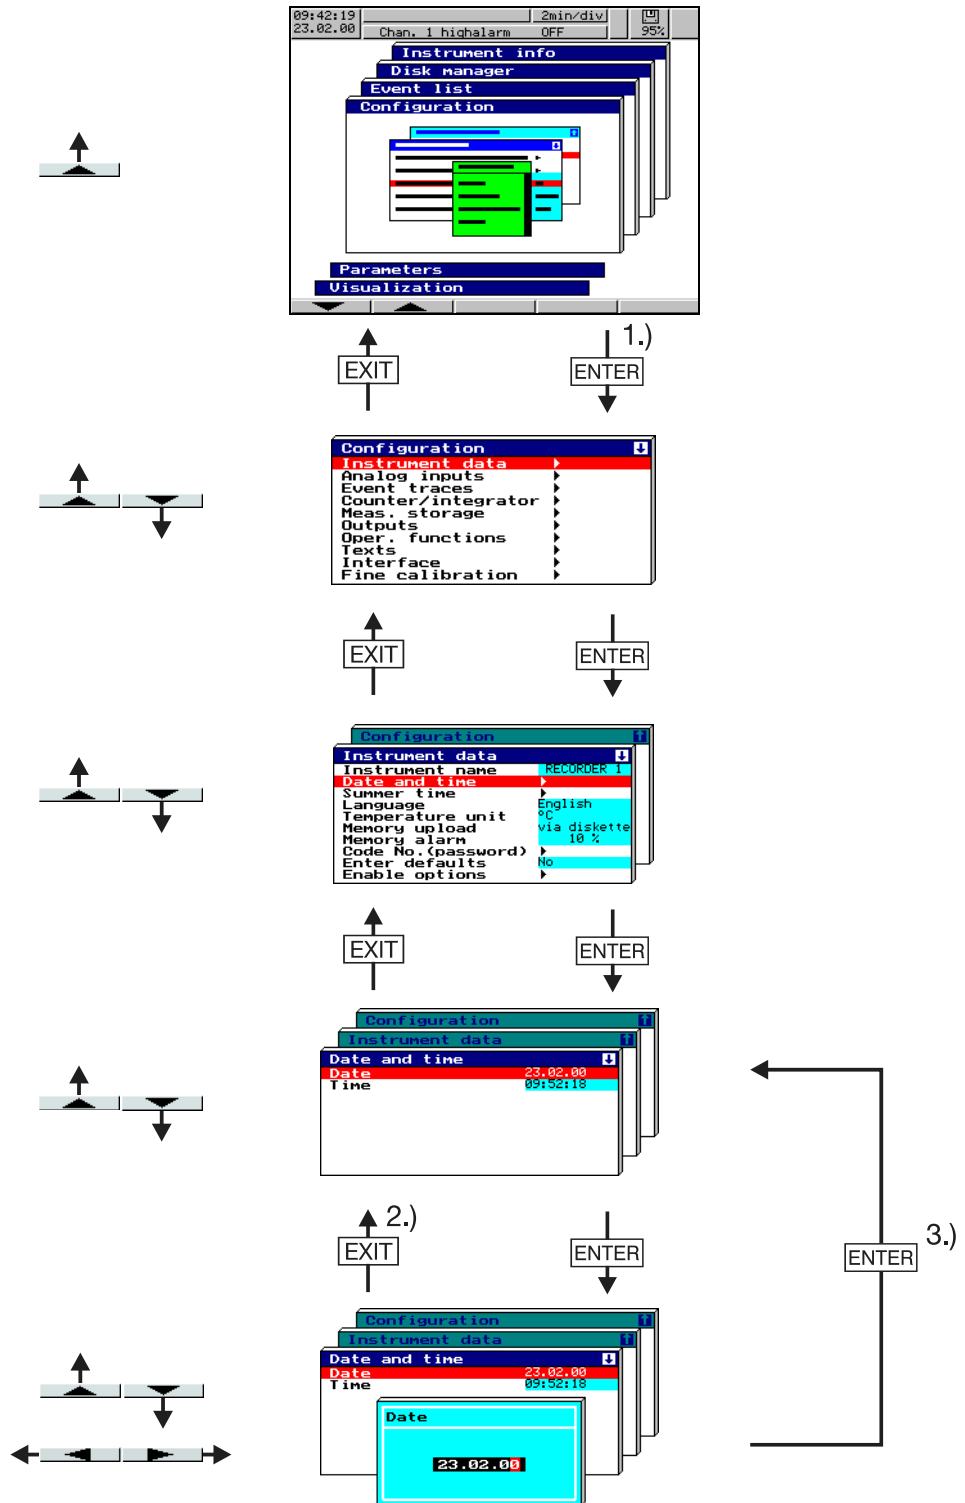 09:42:19 2min/div
23.02.00 Chan. 1 highalarm OFF 95%
Instrument info
Disk manager
Event list
Configuration
Parameters
Visualization
1.)
EXIT ENTER
Configuration
Instrument data
Analog inputs
Event traces
Counter/integrator
Meas. storage
Outputs
Oper. functions
Texts
Interface
Fine calibration
EXIT ENTER
Configuration
Instrument data
Instrument name RECORDER 1
Date and time
Summer time
Language English
Temperature unit °C
Memory upload via diskette
Memory alarm 10 %
Code No.(password)
Enter defaults No
Enable options
EXIT ENTER
Configuration
Instrument data
Date and time
Date 23.02.00
Time 09:52:18
2.)
EXIT ENTER
ENTER 3.)
Configuration
Instrument data
Date and time
Date 23.02.00
Time 09:52:18
Date
23.02.00